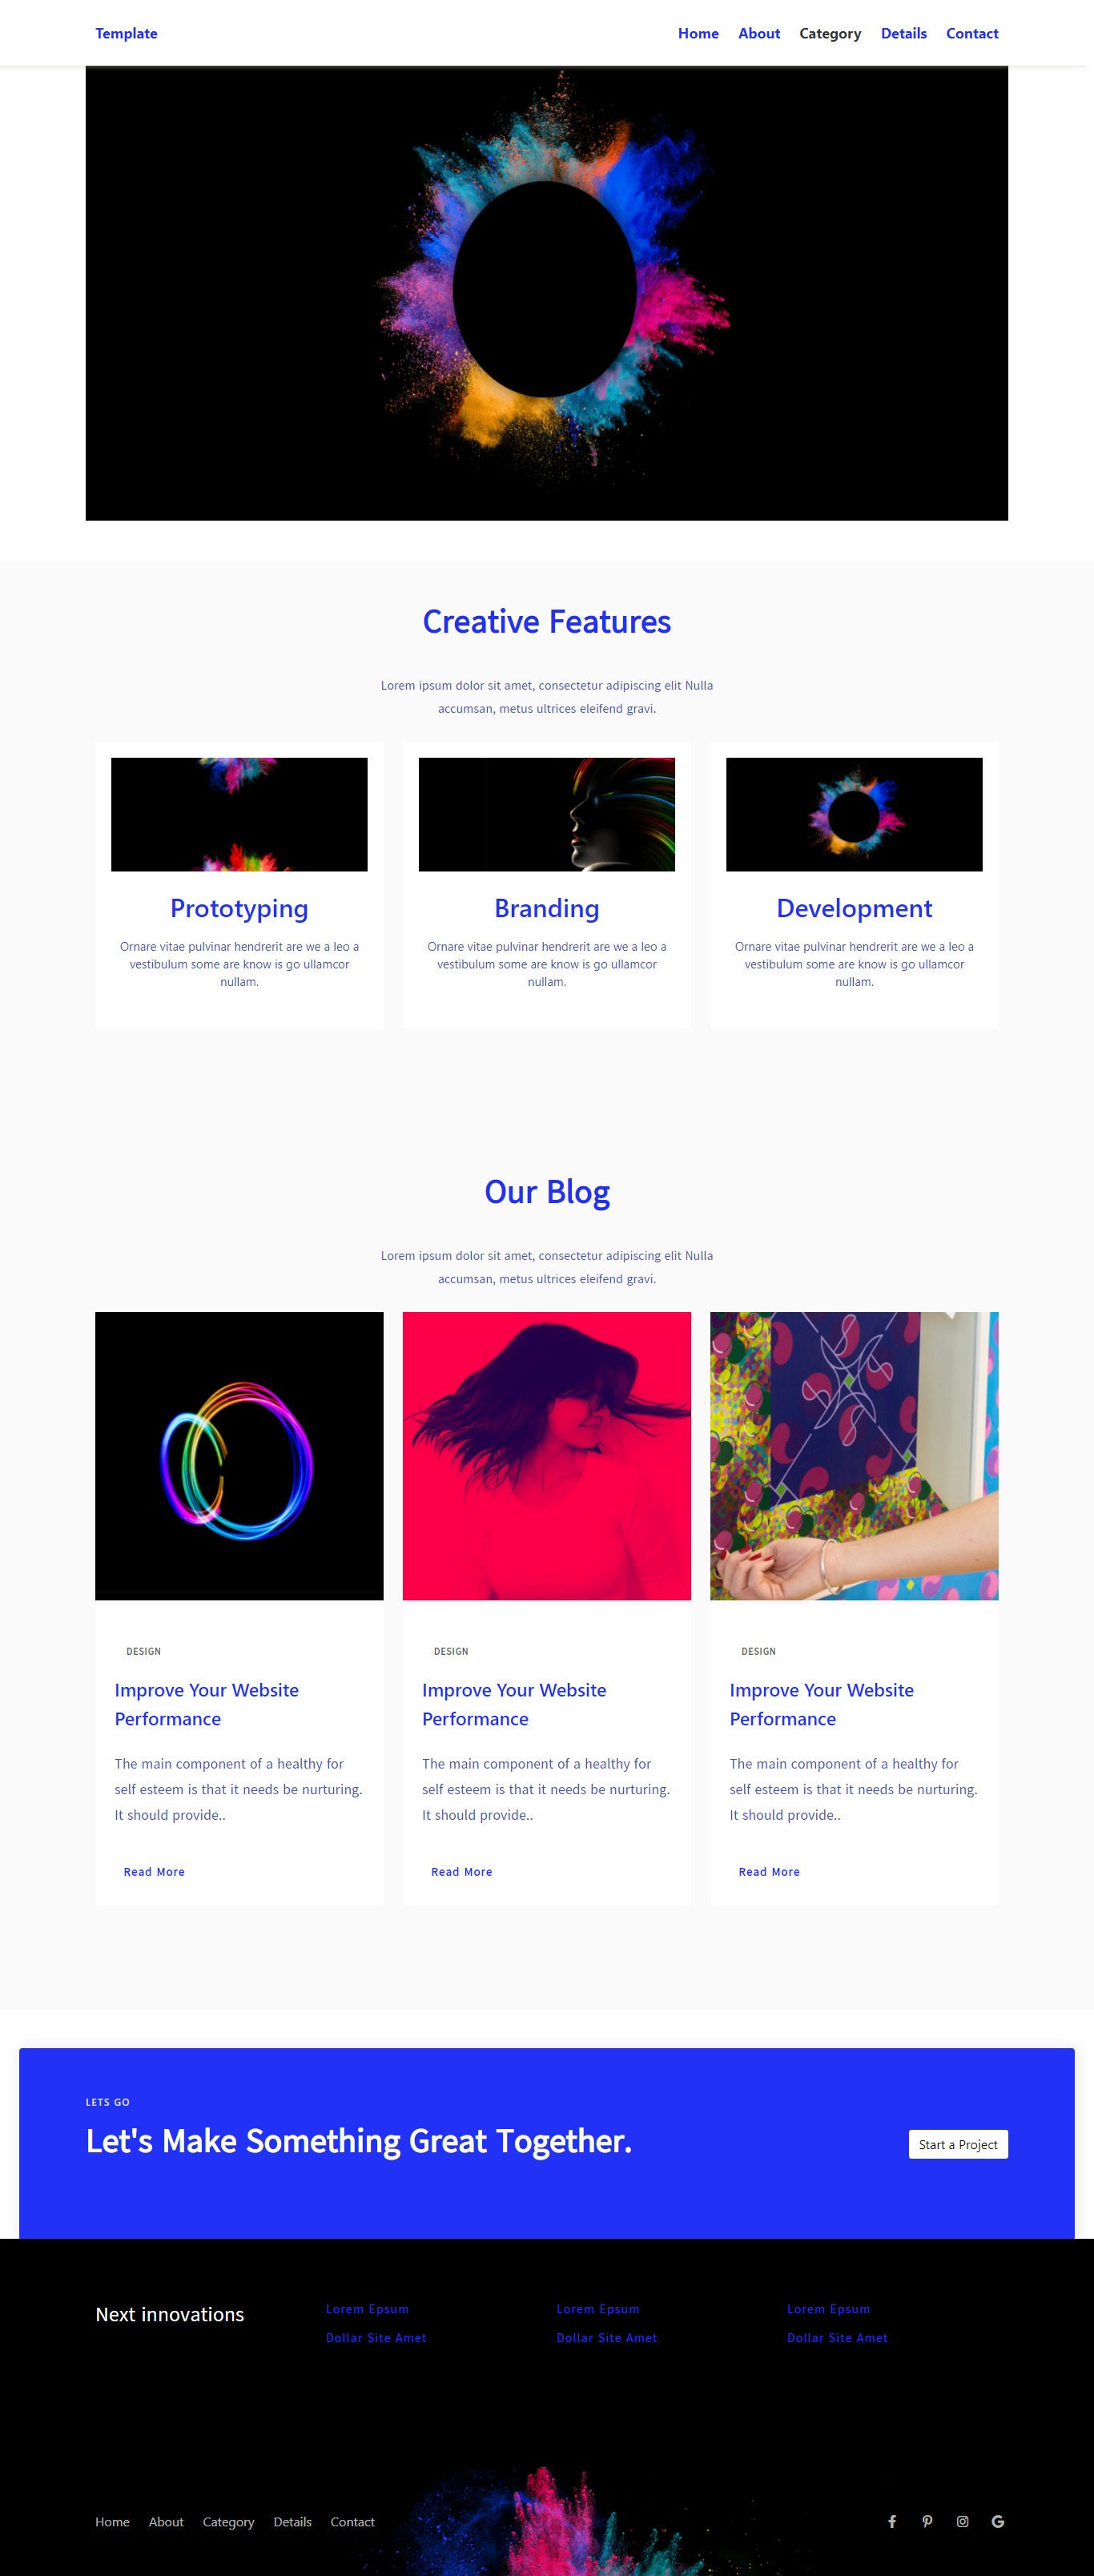 Template
Home About Category Details Contact
Creative Features
Lorem ipsum dolor sit amet, consectetur adipiscing elit Nulla
accumsan, metus ultrices eleifend gravi.
Prototyping
Ornare vitae pulvinar hendrerit are we a leo a
vestibulum some are know is go ullamcor
nullam.
Branding
Ornare vitae pulvinar hendrerit are we a leo a
vestibulum some are know is go ullamcor
nullam.
Development
Ornare vitae pulvinar hendrerit are we a leo a
vestibulum some are know is go ullamcor
nullam.
Our Blog
Lorem ipsum dolor sit amet, consectetur adipiscing elit Nulla
accumsan, metus ultrices eleifend gravi.
DESIGN
Improve Your Website
Performance
The main component of a healthy for
self esteem is that it needs be nurturing.
It should provide..
Read More
DESIGN
Improve Your Website
Performance
The main component of a healthy for
self esteem is that it needs be nurturing.
It should provide..
Read More
DESIGN
Improve Your Website
Performance
The main component of a healthy for
self esteem is that it needs be nurturing.
It should provide..
Read More
LETS GO
Let's Make Something Great Together.
Start a Project
Next innovations
Lorem Epsum
Dollar Site Amet
Lorem Epsum
Dollar Site Amet
Lorem Epsum
Dollar Site Amet
Home About Category Details Contact